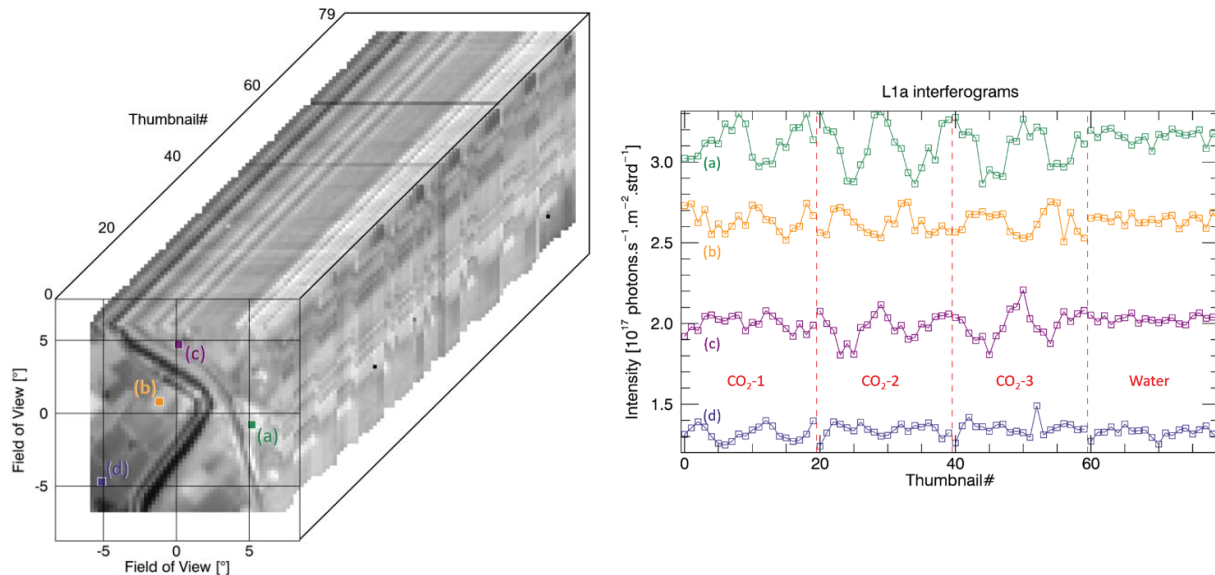 79
60
Thumbnail#
40
20
0
5
0
-5
Field of View [°]
(c)
(b)
(a)
(d)
-5 0 5
Field of View [°]
L1a interferograms
Intensity [10¹⁷ photons.s⁻¹.m⁻².strd⁻¹]
3.0
2.5
2.0
1.5
(a)
(b)
(c)
(d)
CO₂-1 CO₂-2 CO₂-3 Water
0 20 40 60
Thumbnail#